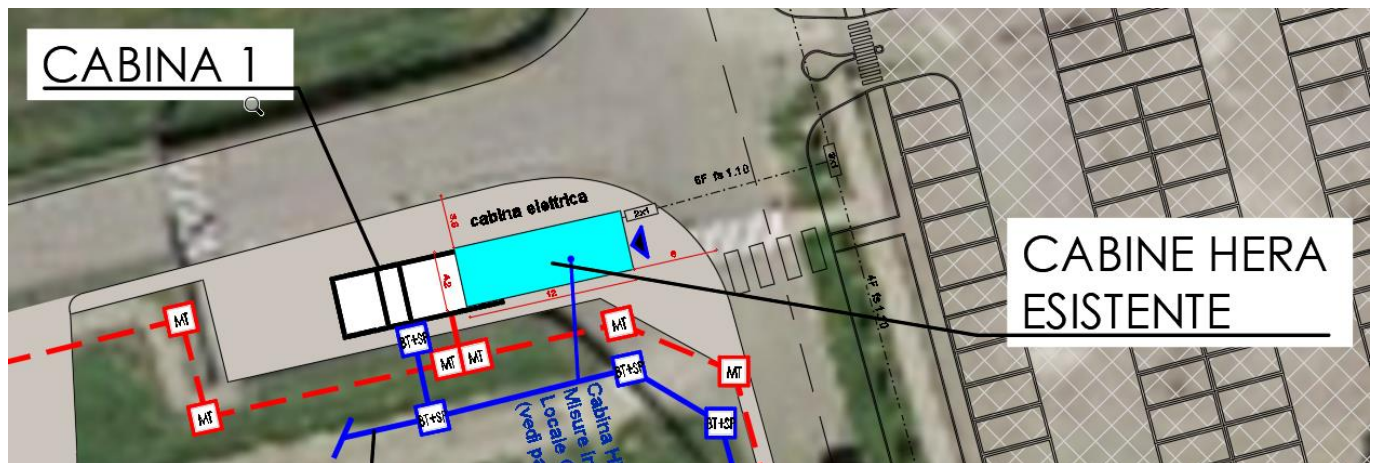 CABINA 1
cabina elettrica
6F fs 1.10
2x1
CABINE HERA
ESISTENTE
3,6
4,2
12
6
MT
MT
MT
MT
MT
MT
BT+SP
BT+SP
BT+SP
BT+SP
Cabina H
Misure i
Locale
(vedi pa